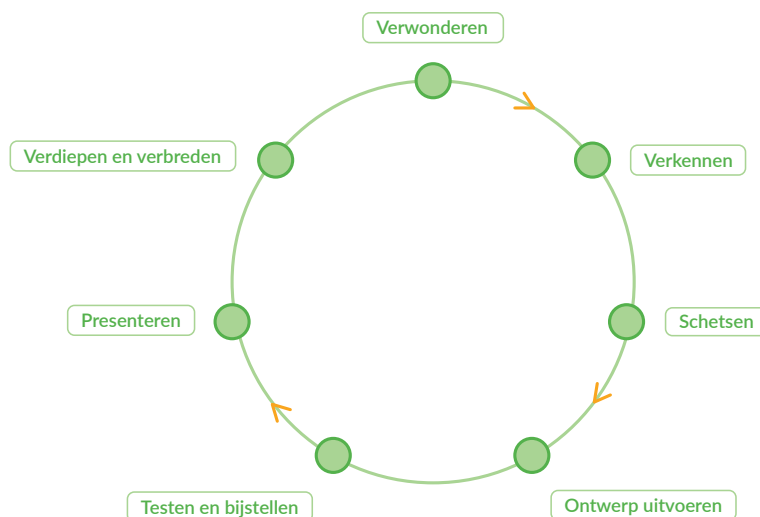 Verwonderen
Verkennen
Schetsen
Ontwerp uitvoeren
Testen en bijstellen
Presenteren
Verdiepen en verbreden